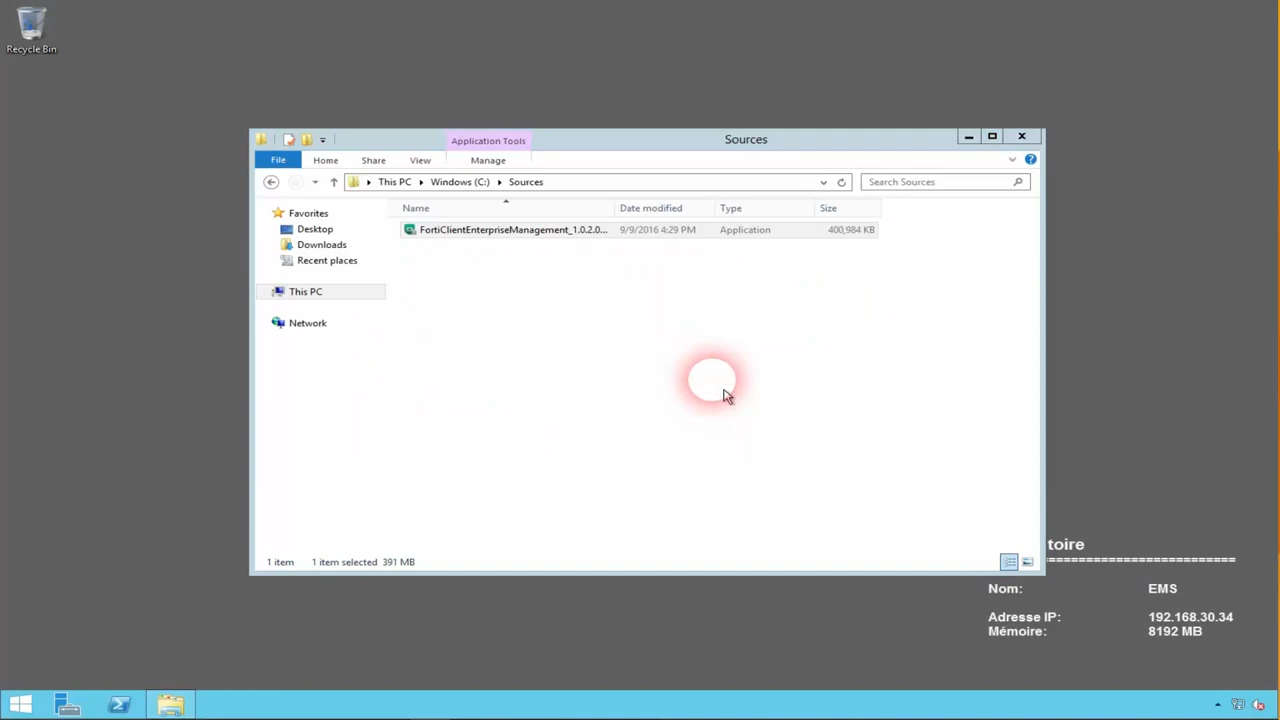 Recycle Bin
Application Tools
Sources
File
Home
Share
View
Manage
This PC
Windows (C:)
Sources
Search Sources
Name
Date modified
Type
Size
Favorites
Desktop
Downloads
Recent places
This PC
Network
FortiClientEnterpriseManagement_1.0.2.0...
9/9/2016 4:29 PM
Application
400,984 KB
1 item
1 item selected 391 MB
toire
Nom: EMS
Adresse IP: 192.168.30.34
Mémoire: 8192 MB